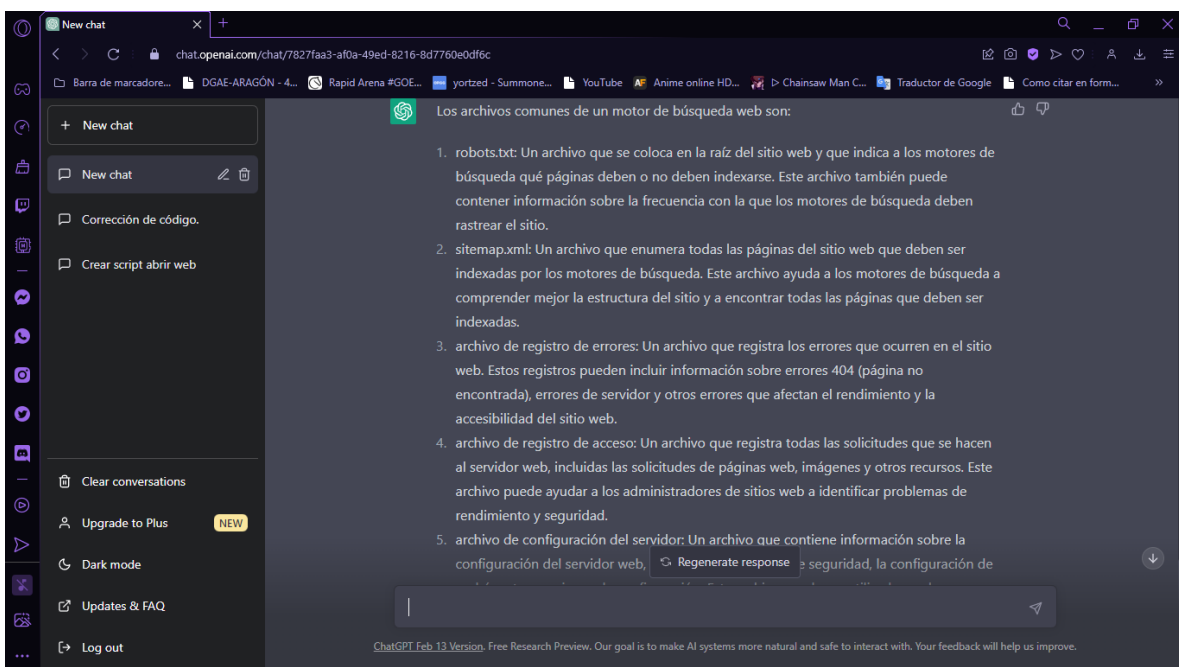 New chat
chat.openai.com/chat/7827faa3-af0a-49ed-8216-8d7760e0df6c
Barra de marcadore... DGAE-ARAGÓN - 4... Rapid Arena #GOE... yortzed - Summone... YouTube Anime online HD... ▷ Chainsaw Man C... Traductor de Google Como citar en form... »
+ New chat
New chat
Corrección de código.
Crear script abrir web
Clear conversations
Upgrade to Plus NEW
Dark mode
Updates & FAQ
Log out
Los archivos comunes de un motor de búsqueda web son:
1. robots.txt: Un archivo que se coloca en la raíz del sitio web y que indica a los motores de
búsqueda qué páginas deben o no deben indexarse. Este archivo también puede
contener información sobre la frecuencia con la que los motores de búsqueda deben
rastrear el sitio.
2. sitemap.xml: Un archivo que enumera todas las páginas del sitio web que deben ser
indexadas por los motores de búsqueda. Este archivo ayuda a los motores de búsqueda a
comprender mejor la estructura del sitio y a encontrar todas las páginas que deben ser
indexadas.
3. archivo de registro de errores: Un archivo que registra los errores que ocurren en el sitio
web. Estos registros pueden incluir información sobre errores 404 (página no
encontrada), errores de servidor y otros errores que afectan el rendimiento y la
accesibilidad del sitio web.
4. archivo de registro de acceso: Un archivo que registra todas las solicitudes que se hacen
al servidor web, incluidas las solicitudes de páginas web, imágenes y otros recursos. Este
archivo puede ayudar a los administradores de sitios web a identificar problemas de
rendimiento y seguridad.
5. archivo de configuración del servidor: Un archivo que contiene información sobre la
configuración del servidor web, e seguridad, la configuración de
Regenerate response
ChatGPT Feb 13 Version. Free Research Preview. Our goal is to make AI systems more natural and safe to interact with. Your feedback will help us improve.